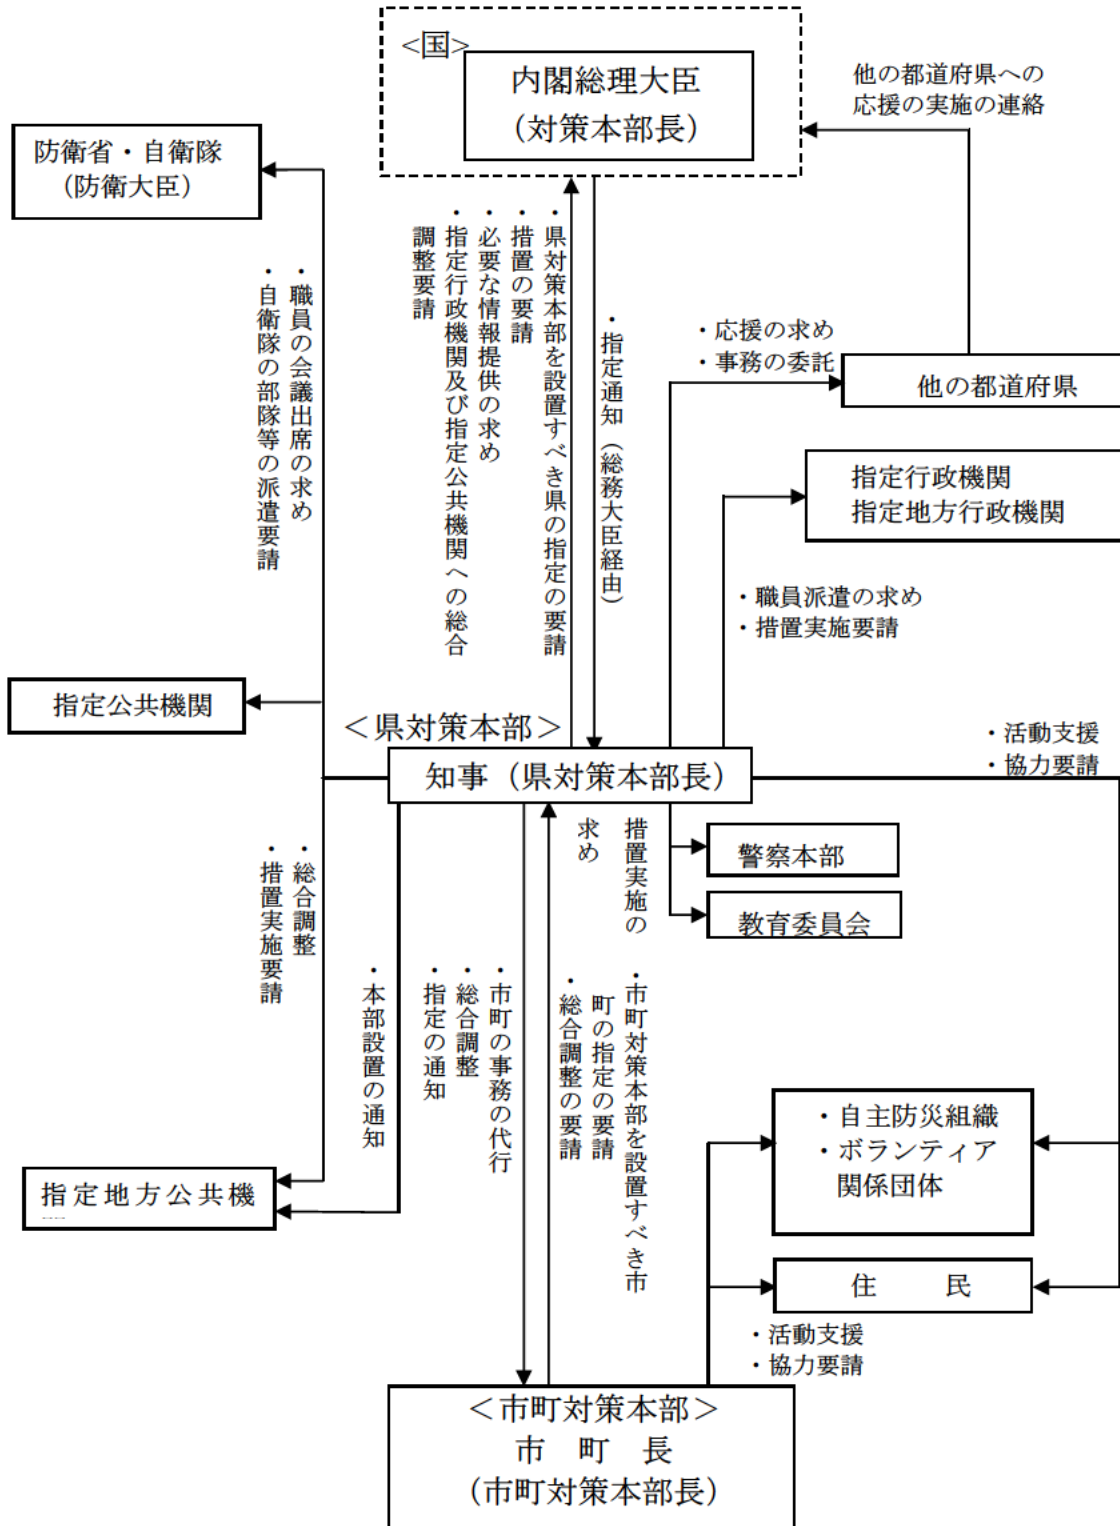 <国>
内閣総理大臣
（対策本部長）
他の都道府県への
応援の実施の連絡
防衛省・自衛隊
（防衛大臣）
・県対策本部を設置すべき県の指定の要請
・措置の要請
・必要な情報提供の求め
・指定行政機関及び指定公共機関への総合
調整要請
・指定通知（総務大臣経由）
・職員の会議出席の求め
・自衛隊の部隊等の派遣要請
・応援の求め
・事務の委託
他の都道府県
指定行政機関
指定地方行政機関
・職員派遣の求め
・措置実施要請
指定公共機関
＜県対策本部＞
知事（県対策本部長）
・活動支援
・協力要請
措置実施の
求め
警察本部
教育委員会
・総合調整
・措置実施要請
・本部設置の通知
・市町の事務の代行
・総合調整
・指定の通知
・市町対策本部を設置すべき市
町の指定の要請
・総合調整の要請
指定地方公共機
・自主防災組織
・ボランティア
関係団体
住　　民
・活動支援
・協力要請
＜市町対策本部＞
市　町　長
（市町対策本部長）